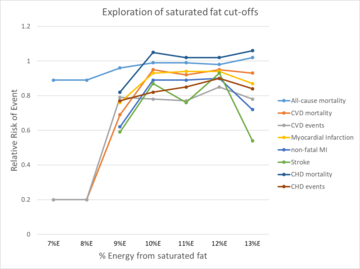 Exploration of saturated fat cut-offs
1.2
1
0.8
0.6
0.4
0.2
0
Relative Risk of Event
7%E 8%E 9%E 10%E 11%E 12%E 13%E
% Energy from saturated fat
All-cause mortality
CVD mortality
CVD events
Myocardial Infarction
non-fatal MI
Stroke
CHD mortality
CHD events